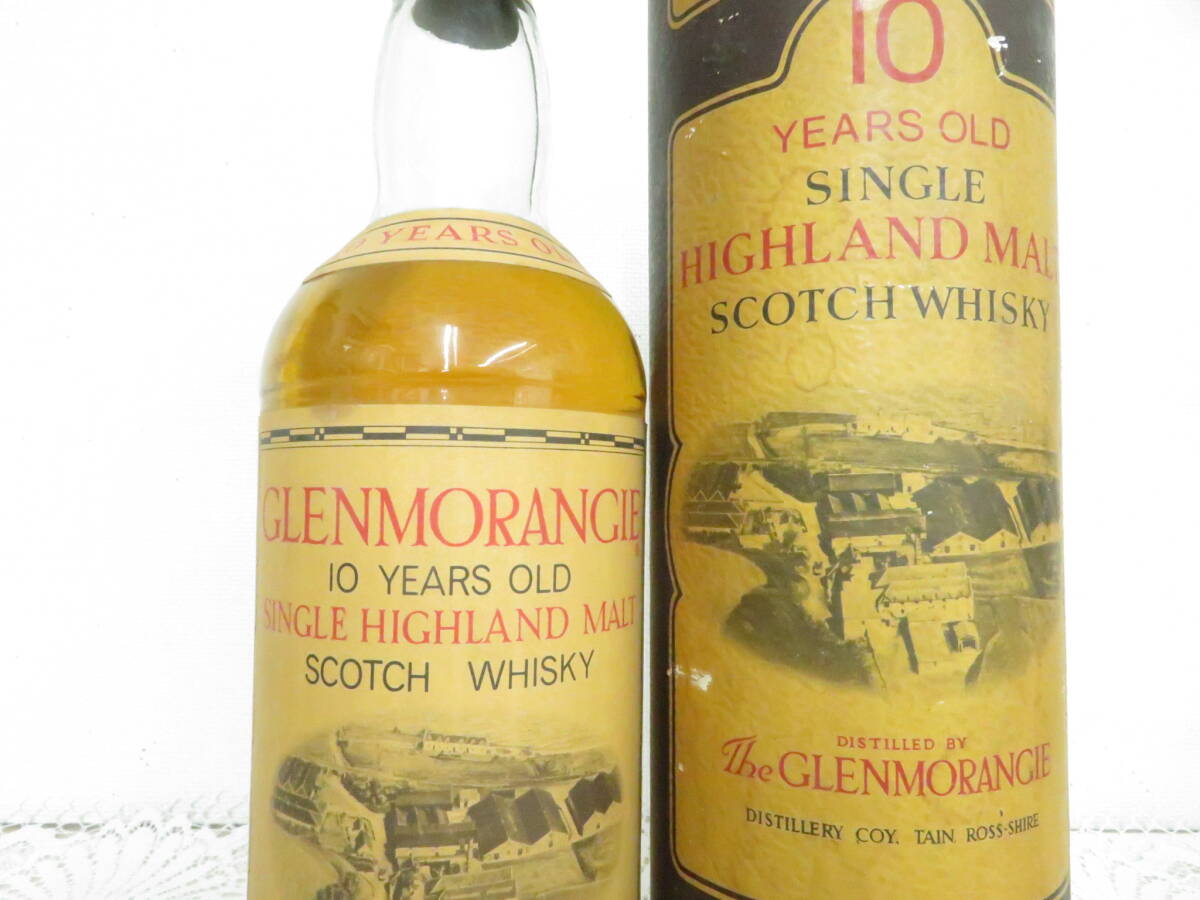 YEARS
GLENMORANGIE
10 YEARS OLD
SINGLE HIGHLAND MALT
SCOTCH WHISKY
10
YEARS OLD
SINGLE
HIGHLAND MALT
SCOTCH WHISKY
DISTILLED BY
The GLENMORANGIE
DISTILLERY COY. TAIN. ROSS-SHIRE